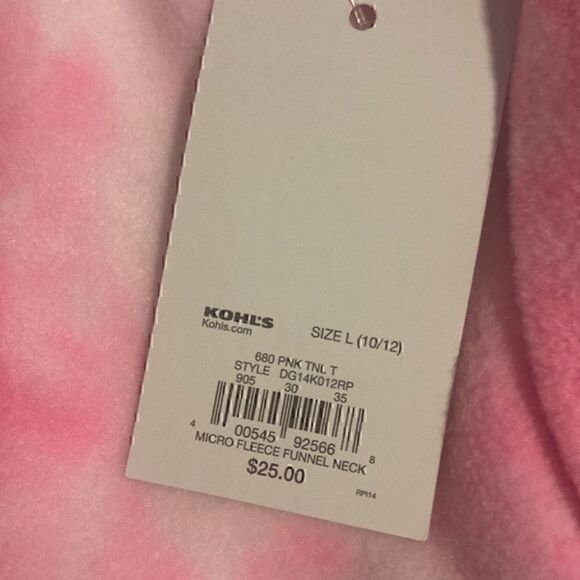 KOHL'S
Kohls.com
SIZE L (10/12)
680 PNK TNL T
STYLE DG14K012RP
905 30 35
4 00545 92566 8
MICRO FLEECE FUNNEL NECK
$25.00
RPI14